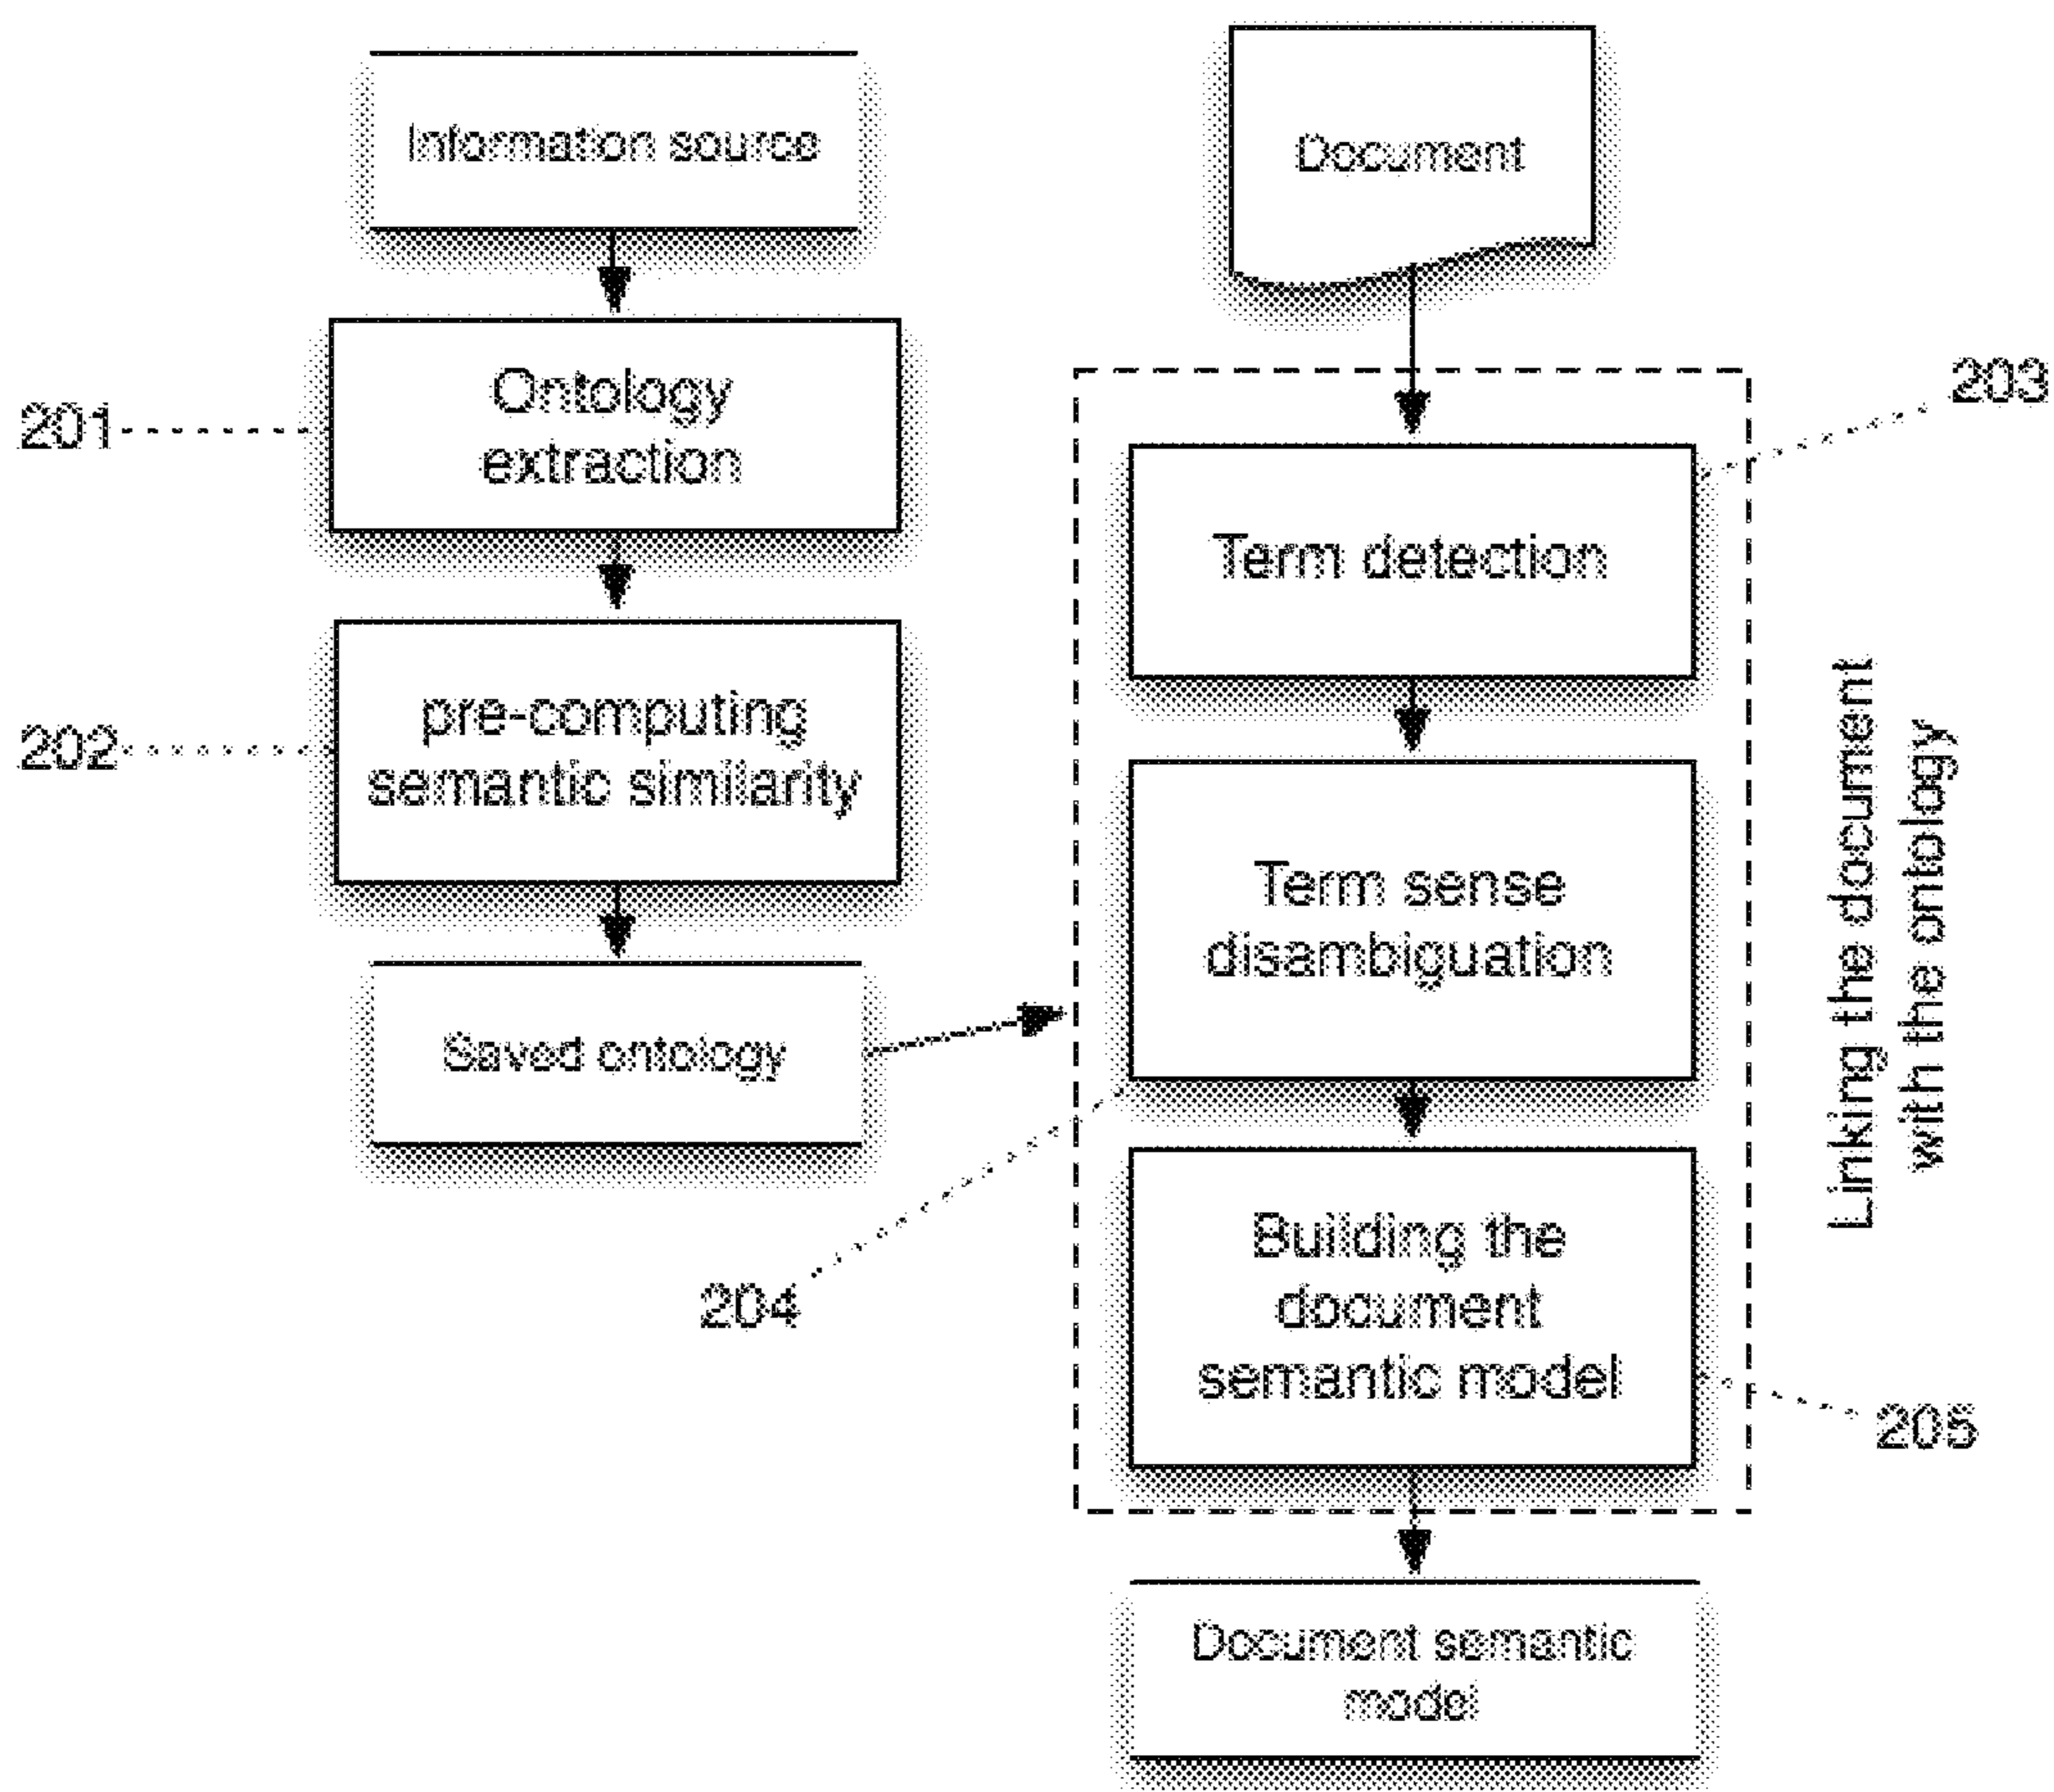 Information source
201
Ontology
extraction
202
pre-computing
semantic similarity
Saved ontology
Document
203
Term detection
Term sense
disambiguation
204
Building the
document
semantic model
205
Document semantic
model
Linking the document
with the ontology